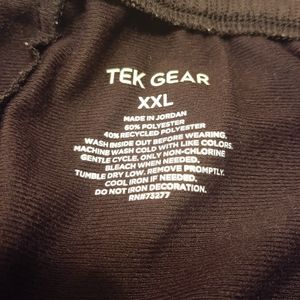 TEK GEAR
XXL
MADE IN JORDAN
60% POLYESTER
40% RECYCLED POLYESTER
WASH INSIDE OUT BEFORE WEARING.
MACHINE WASH COLD WITH LIKE COLORS.
GENTLE CYCLE. ONLY NON-CHLORINE
BLEACH WHEN NEEDED.
TUMBLE DRY LOW. REMOVE PROMPTLY.
COOL IRON IF NEEDED.
DO NOT IRON DECORATION.
RN#73277